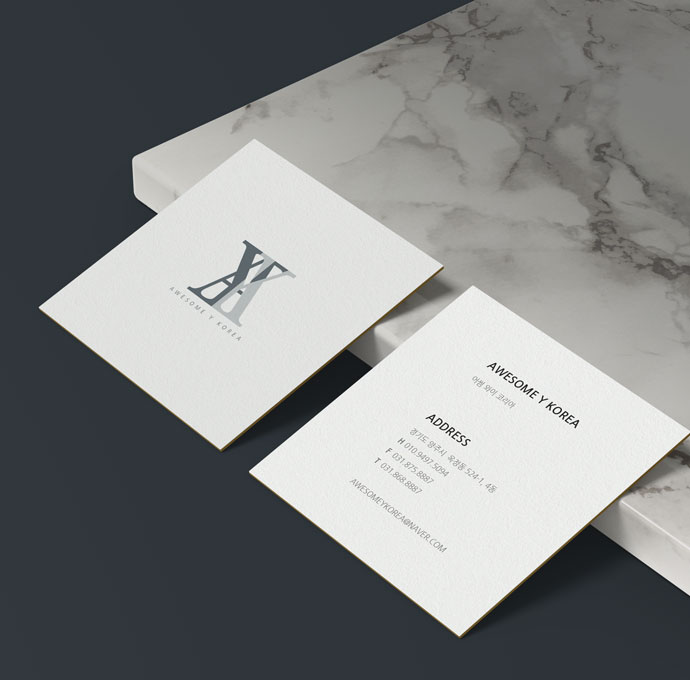 AWESOME Y KOREA
AWESOME Y KOREA
어썸 와이 코리아
ADDRESS
경기도 양주시 옥정동 524-1, 4동
H 010.9497.5094
F 031.875.8887
T 031.868.8887
AWESOMEYKOREA@NAVER.COM